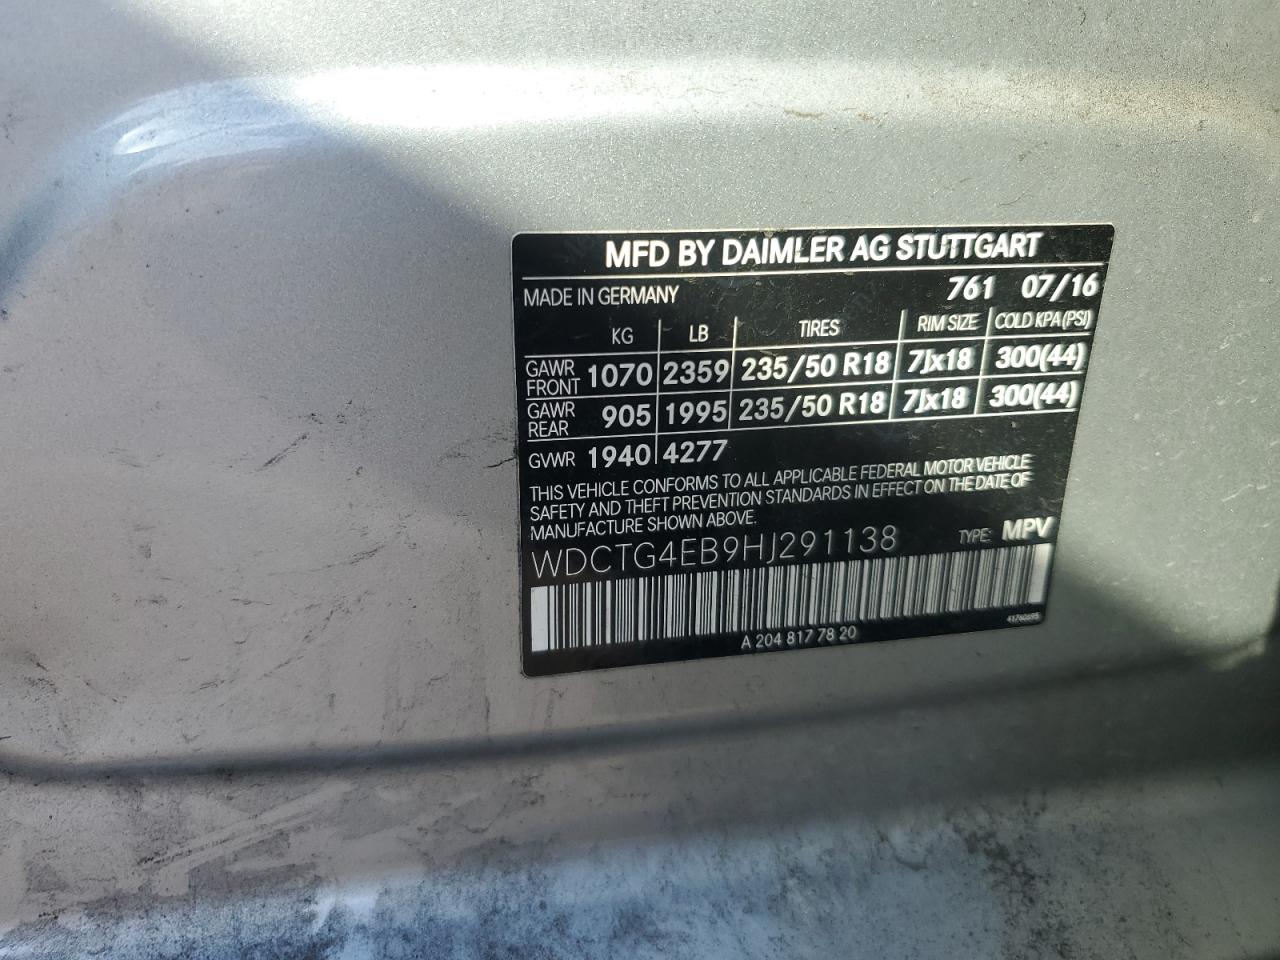 MFD BY DAIMLER AG STUTTGART
MADE IN GERMANY 761 07/16
KG LB TIRES RIM SIZE COLD KPA (PSI)
GAWR FRONT 1070 2359 235/50 R18 7Jx18 300(44)
GAWR REAR 905 1995 235/50 R18 7Jx18 300(44)
GVWR 1940 4277
THIS VEHICLE CONFORMS TO ALL APPLICABLE FEDERAL MOTOR VEHICLE
SAFETY AND THEFT PREVENTION STANDARDS IN EFFECT ON THE DATE OF
MANUFACTURE SHOWN ABOVE.
WDCTG4EB9HJ291138 TYPE: MPV
A 204 817 78 20